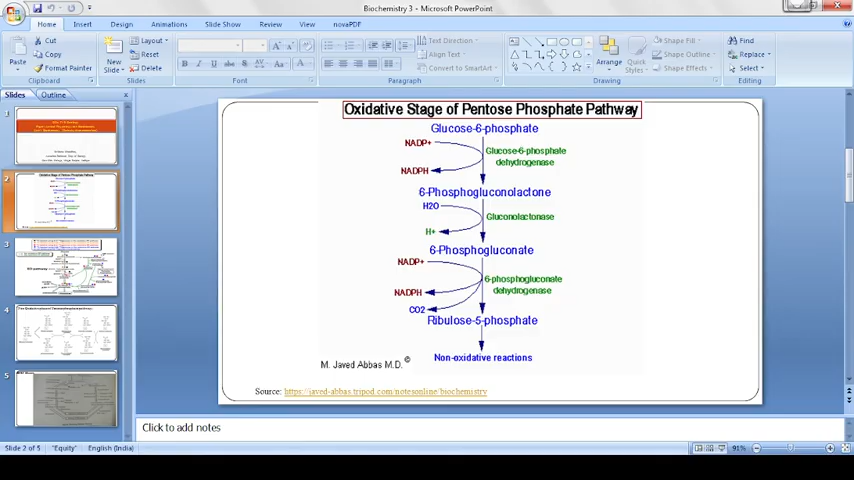 Biochemistry 3 - Microsoft PowerPoint
Home Insert Design Animations Slide Show Review View novaPDF
Paste
Cut
Copy
Format Painter
Clipboard
New Slide
Layout
Reset
Delete
Slides
Font
Paragraph
Text Direction
Align Text
Convert to SmartArt
Arrange
Quick Styles
Shape Fill
Shape Outline
Shape Effects
Drawing
Find
Replace
Select
Editing
Slides Outline
1
2
3
4
5
Oxidative Stage of Pentose Phosphate Pathway
Glucose-6-phosphate
NADP+
Glucose-6-phosphate
dehydrogenase
NADPH
6-Phosphogluconolactone
H2O
Gluconolactonase
H+
6-Phosphogluconate
NADP+
6-phosphogluconate
dehydrogenase
NADPH
CO2
Ribulose-5-phosphate
Non-oxidative reactions
M. Javed Abbas M.D. ©
Source: https://javed-abbas.tripod.com/notesonline/biochemistry
Click to add notes
Slide 2 of 5 "Equity" English (India) 91%